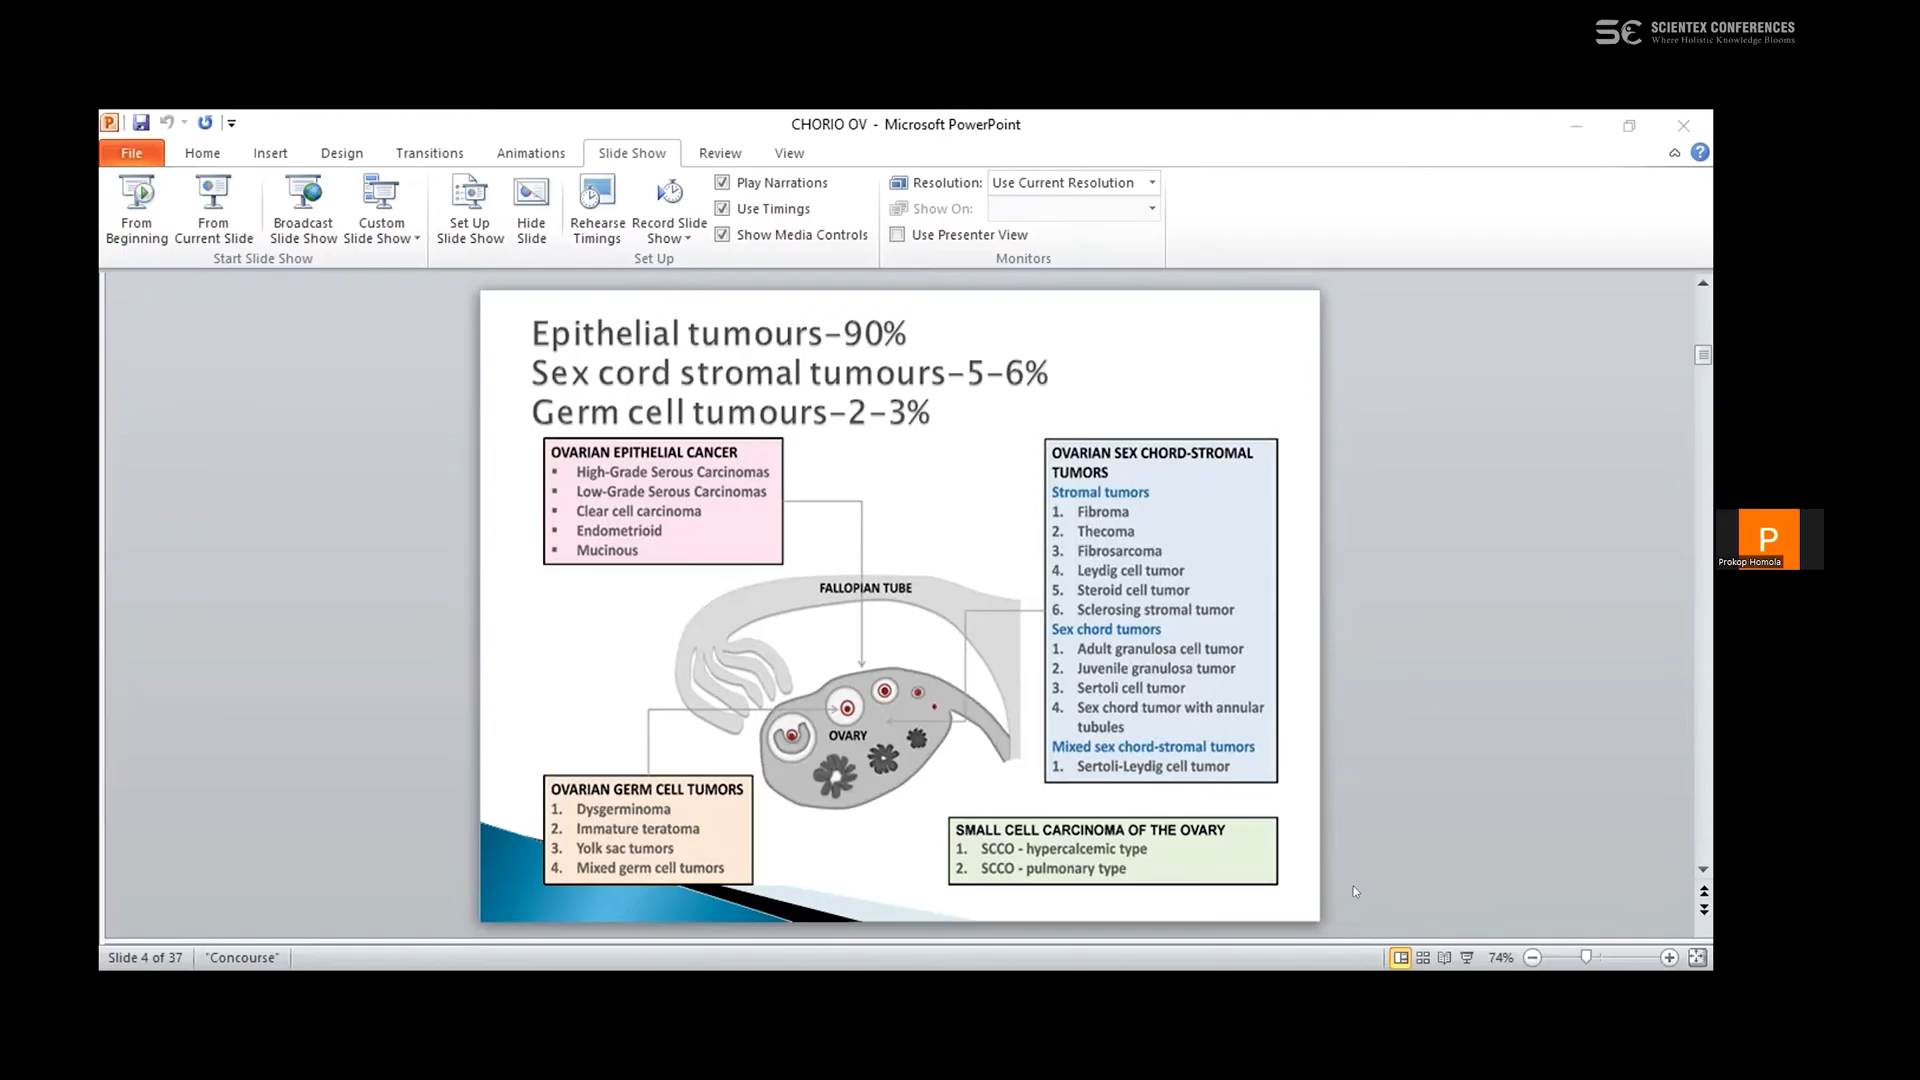 SCIENTEX CONFERENCES
Where Holistic Knowledge Blooms
CHORIO OV - Microsoft PowerPoint
File Home Insert Design Transitions Animations Slide Show Review View
From Beginning
From Current Slide
Broadcast Slide Show
Custom Slide Show
Start Slide Show
Set Up Slide Show
Hide Slide
Rehearse Timings
Record Slide Show
Play Narrations
Use Timings
Show Media Controls
Set Up
Resolution: Use Current Resolution
Show On:
Use Presenter View
Monitors
Epithelial tumours-90%
Sex cord stromal tumours-5-6%
Germ cell tumours-2-3%
OVARIAN EPITHELIAL CANCER
▪ High-Grade Serous Carcinomas
▪ Low-Grade Serous Carcinomas
▪ Clear cell carcinoma
▪ Endometrioid
▪ Mucinous
OVARIAN SEX CHORD-STROMAL
TUMORS
Stromal tumors
1. Fibroma
2. Thecoma
3. Fibrosarcoma
4. Leydig cell tumor
5. Steroid cell tumor
6. Sclerosing stromal tumor
Sex chord tumors
1. Adult granulosa cell tumor
2. Juvenile granulosa tumor
3. Sertoli cell tumor
4. Sex chord tumor with annular
tubules
Mixed sex chord-stromal tumors
1. Sertoli-Leydig cell tumor
FALLOPIAN TUBE
OVARY
OVARIAN GERM CELL TUMORS
1. Dysgerminoma
2. Immature teratoma
3. Yolk sac tumors
4. Mixed germ cell tumors
SMALL CELL CARCINOMA OF THE OVARY
1. SCCO - hypercalcemic type
2. SCCO - pulmonary type
P
Prokop Homola
Slide 4 of 37 "Concourse" 74%